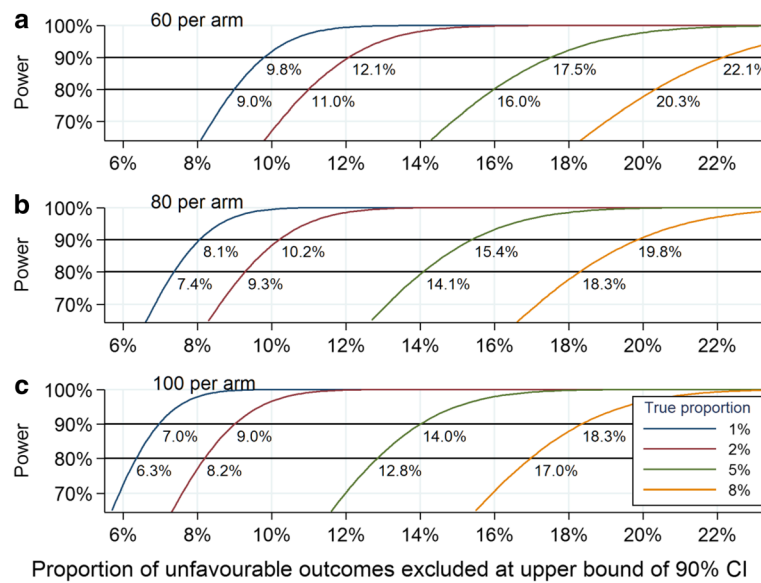 a
60 per arm
Power
100%
90%
80%
70%
9.8% 12.1% 17.5% 22.1%
9.0% 11.0% 16.0% 20.3%
6% 8% 10% 12% 14% 16% 18% 20% 22%
b
80 per arm
Power
100%
90%
80%
70%
8.1% 10.2% 15.4% 19.8%
7.4% 9.3% 14.1% 18.3%
6% 8% 10% 12% 14% 16% 18% 20% 22%
c
100 per arm
Power
100%
90%
80%
70%
7.0% 9.0% 14.0% 18.3%
6.3% 8.2% 12.8% 17.0%
True proportion
1%
2%
5%
8%
6% 8% 10% 12% 14% 16% 18% 20% 22%
Proportion of unfavourable outcomes excluded at upper bound of 90% CI